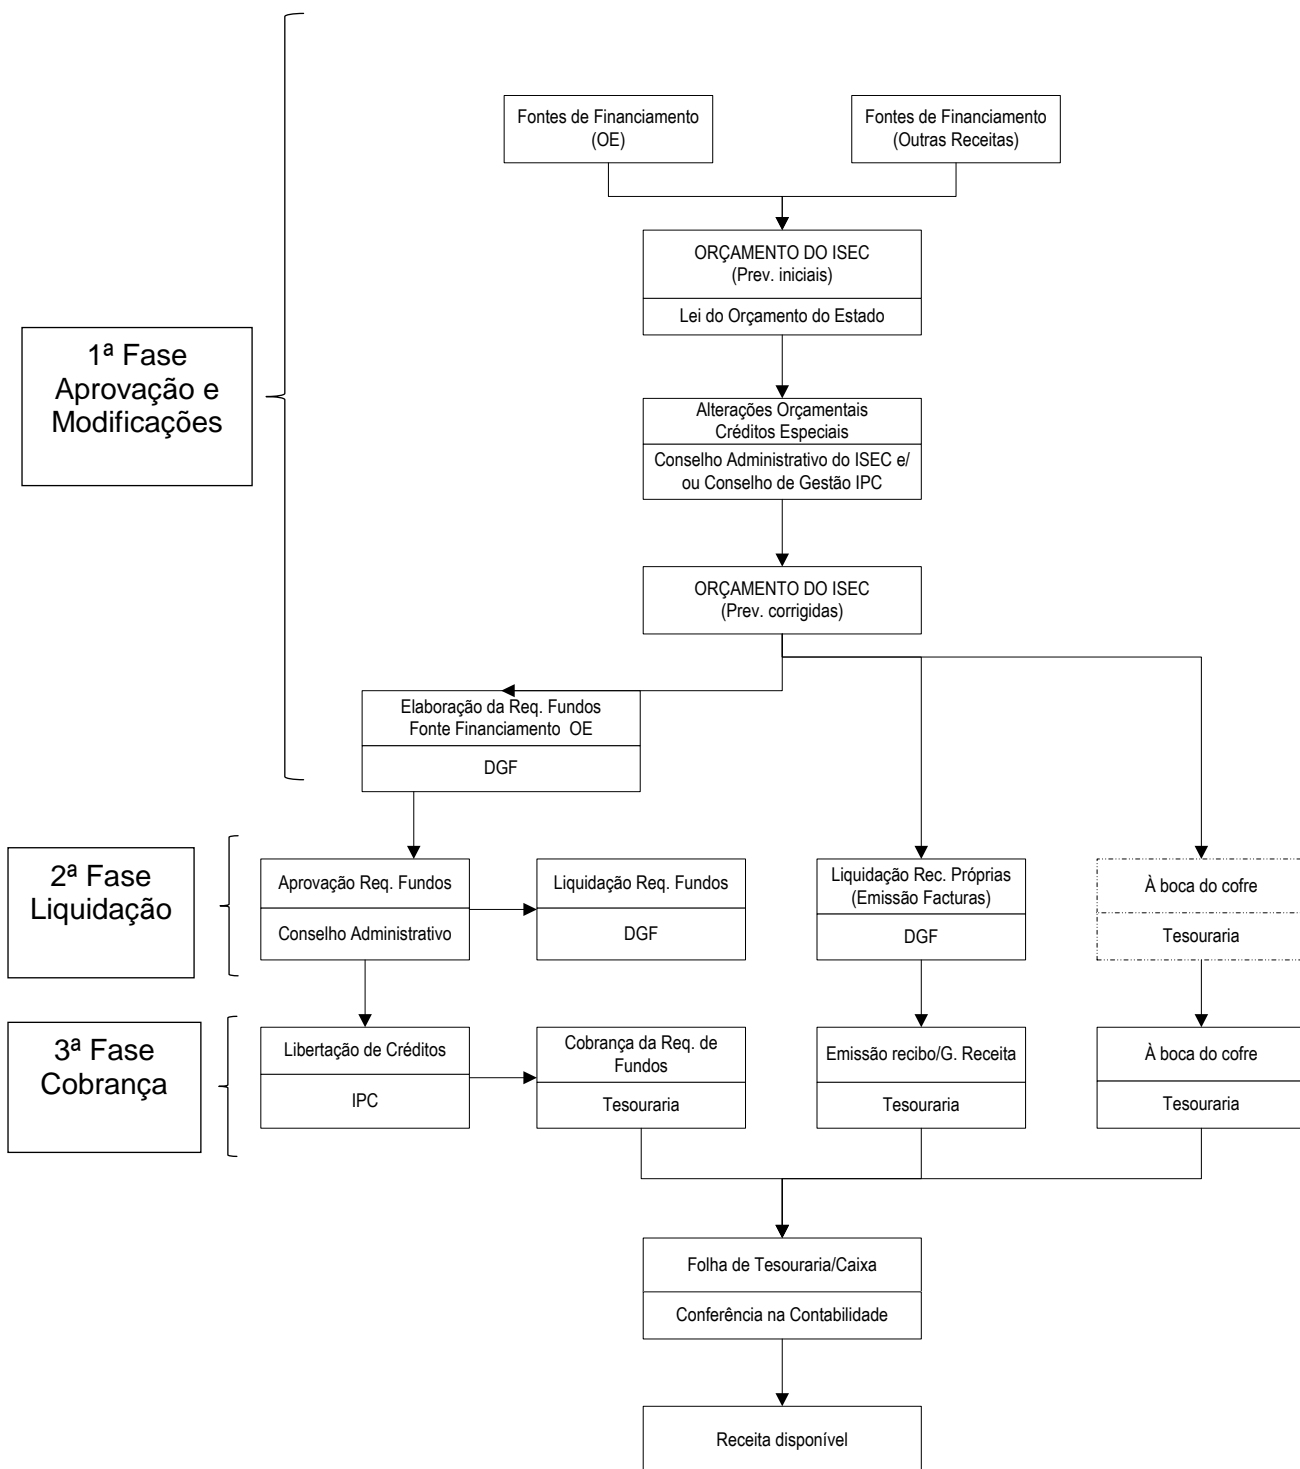 Fontes de Financiamento
(OE)
Fontes de Financiamento
(Outras Receitas)
ORÇAMENTO DO ISEC
(Prev. iniciais)
Lei do Orçamento do Estado
1ª Fase
Aprovação e
Modificações
Alterações Orçamentais
Créditos Especiais
Conselho Administrativo do ISEC e/
ou Conselho de Gestão IPC
ORÇAMENTO DO ISEC
(Prev. corrigidas)
Elaboração da Req. Fundos
Fonte Financiamento OE
DGF
2ª Fase
Liquidação
Aprovação Req. Fundos
Conselho Administrativo
Liquidação Req. Fundos
DGF
Liquidação Rec. Próprias
(Emissão Facturas)
DGF
À boca do cofre
Tesouraria
3ª Fase
Cobrança
Libertação de Créditos
IPC
Cobrança da Req. de
Fundos
Tesouraria
Emissão recibo/G. Receita
Tesouraria
À boca do cofre
Tesouraria
Folha de Tesouraria/Caixa
Conferência na Contabilidade
Receita disponível